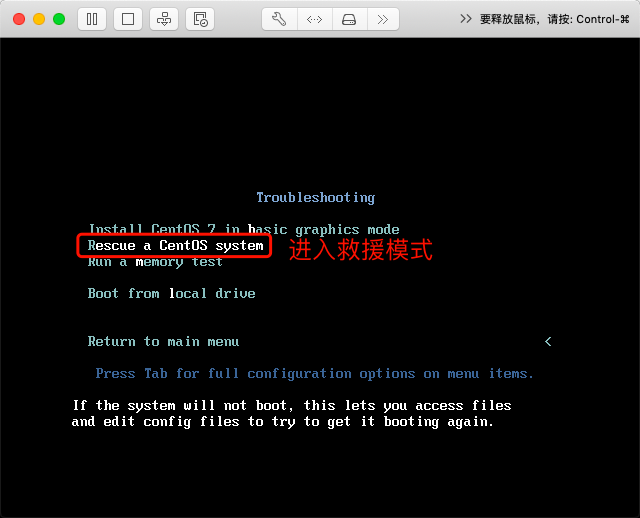 要释放鼠标，请按: Control-⌘
Troubleshooting
Install CentOS 7 in basic graphics mode
Rescue a CentOS system
进入救援模式
Run a memory test
Boot from local drive
Return to main menu <
Press Tab for full configuration options on menu items.
If the system will not boot, this lets you access files
and edit config files to try to get it booting again.